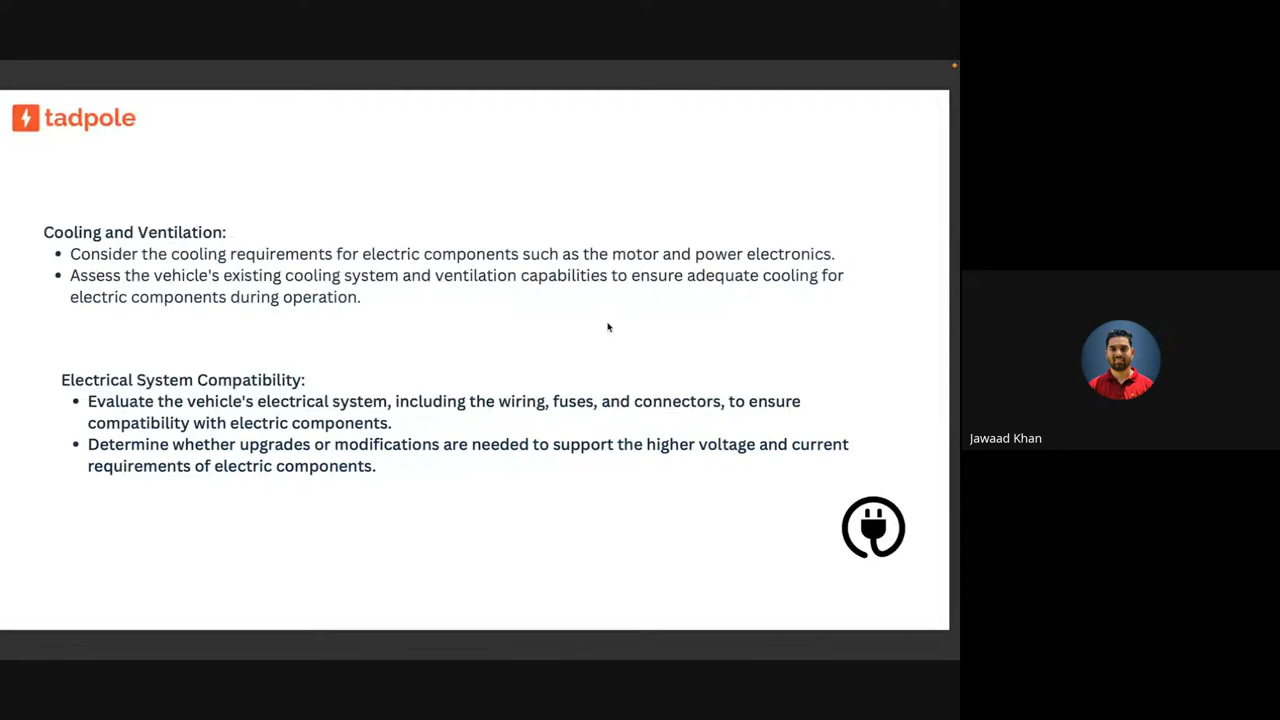 tadpole
Cooling and Ventilation:
• Consider the cooling requirements for electric components such as the motor and power electronics.
• Assess the vehicle's existing cooling system and ventilation capabilities to ensure adequate cooling for
electric components during operation.
Electrical System Compatibility:
• Evaluate the vehicle's electrical system, including the wiring, fuses, and connectors, to ensure
compatibility with electric components.
• Determine whether upgrades or modifications are needed to support the higher voltage and current
requirements of electric components.
Jawaad Khan